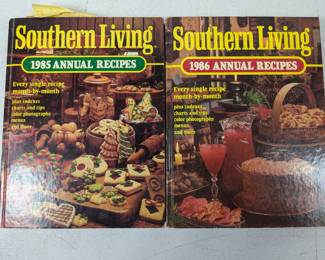 Southern Living
1985 ANNUAL RECIPES
Every single recipe
month-by-month
plus indexes
charts and tips
color photographs
menus
and more
Southern Living
1986 ANNUAL RECIPES
Every single recipe
month-by-month
plus indexes
charts and tips
color photographs
menus
and more